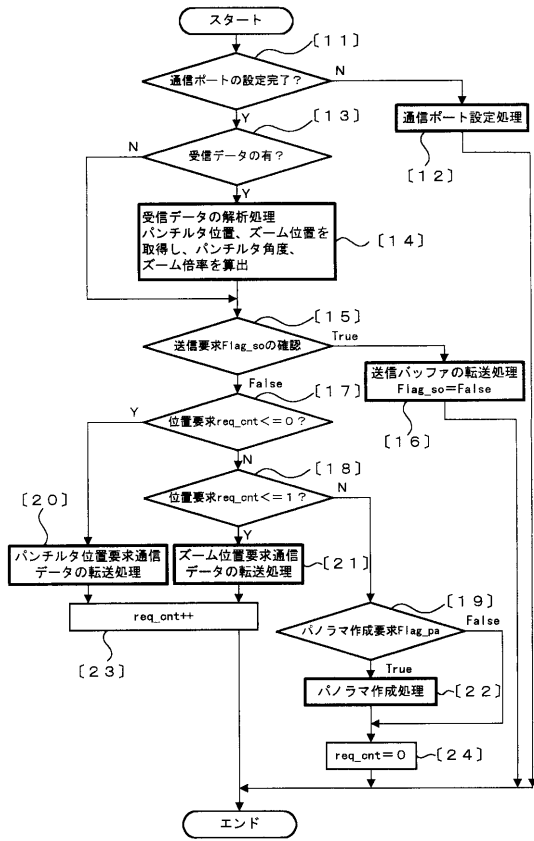 スタート
〔11〕
通信ポートの設定完了?
N
Y
通信ポート設定処理
〔12〕
〔13〕
受信データの有?
N
Y
受信データの解析処理
パンチルタ位置、ズーム位置を
取得し、パンチルタ角度、
ズーム倍率を算出
〔14〕
〔15〕
送信要求Flag_soの確認
True
False
送信バッファの転送処理
Flag_so=False
〔16〕
〔17〕
位置要求req_cnt<=0?
Y
N
〔18〕
位置要求req_cnt<=1?
N
Y
〔20〕
パンチルタ位置要求通信
データの転送処理
ズーム位置要求通信
データの転送処理
〔21〕
req_cnt++
〔23〕
〔19〕
パノラマ作成要求Flag_pa
False
True
パノラマ作成処理
〔22〕
req_cnt=0
〔24〕
エンド